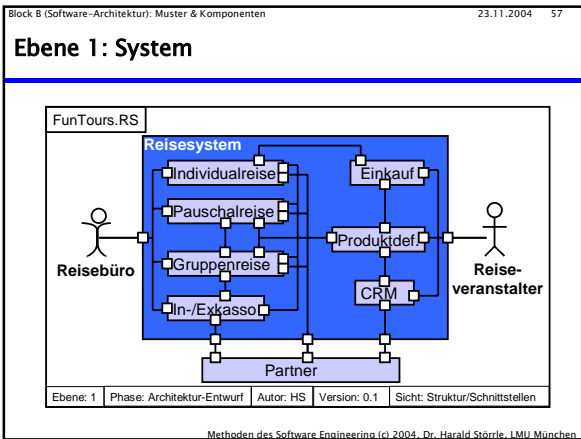 Block B (Software-Architektur): Muster & Komponenten 23.11.2004 57
Ebene 1: System
FunTours.RS
Reisesystem
Individualreise
Einkauf
Pauschalreise
Produktdef.
Gruppenreise
Reisebüro
Reise-
veranstalter
CRM
In-/Exkasso
Partner
Ebene: 1 Phase: Architektur-Entwurf Autor: HS Version: 0.1 Sicht: Struktur/Schnittstellen
Methoden des Software Engineering (c) 2004, Dr. Harald Störrle, LMU München